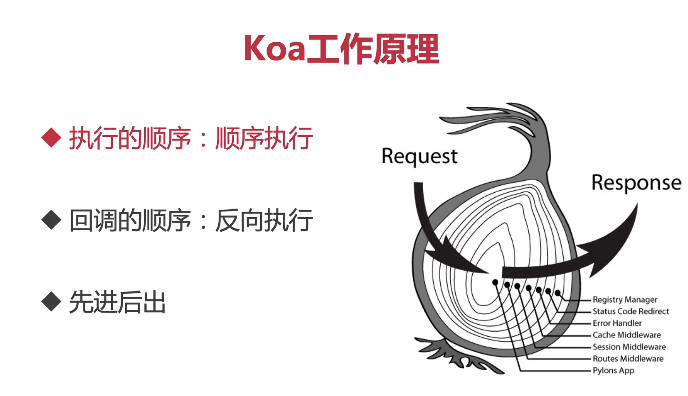 Koa工作原理
◆ 执行的顺序：顺序执行
◆ 回调的顺序：反向执行
◆ 先进后出
Request
Response
Registry Manager
Status Code Redirect
Error Handler
Cache Middleware
Session Middleware
Routes Middleware
Pylons App